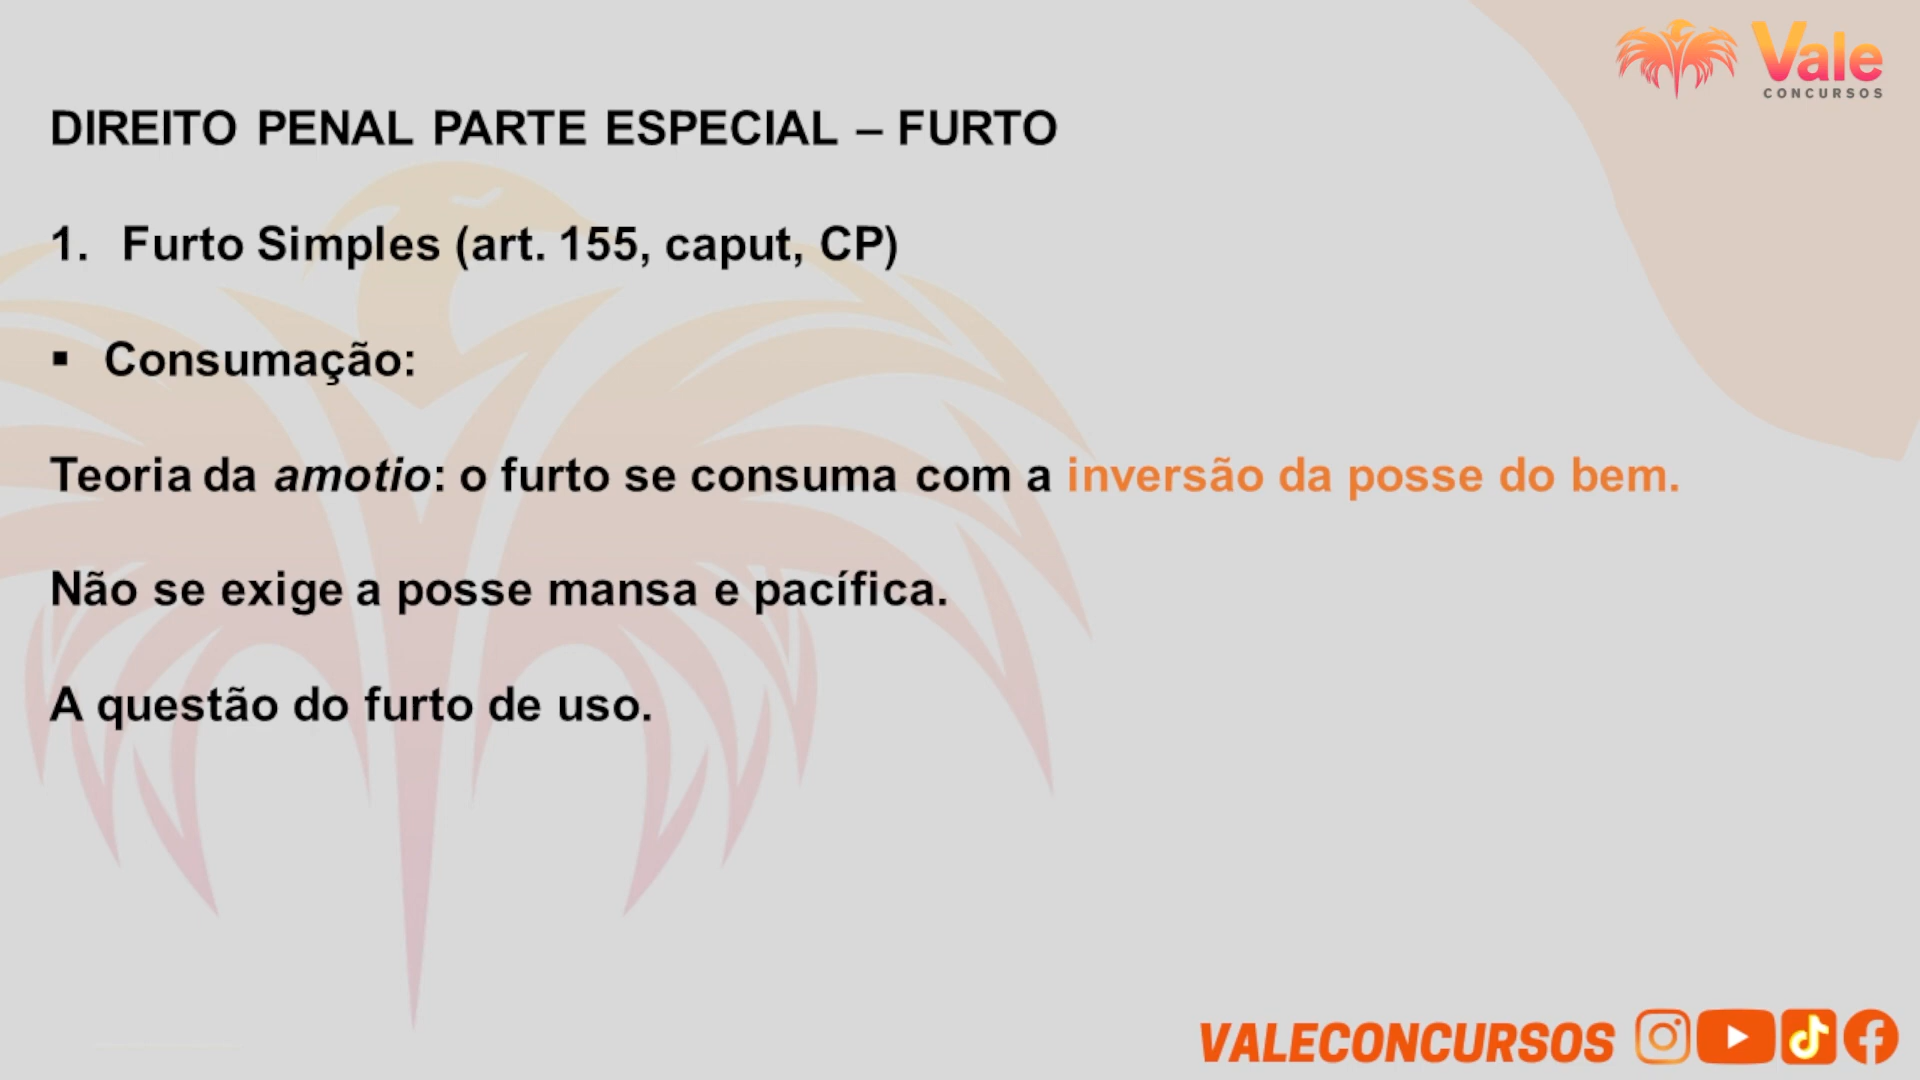 Vale
CONCURSOS
DIREITO PENAL PARTE ESPECIAL – FURTO
1. Furto Simples (art. 155, caput, CP)
▪ Consumação:
Teoria da amotio: o furto se consuma com a inversão da posse do bem.
Não se exige a posse mansa e pacífica.
A questão do furto de uso.
VALECONCURSOS